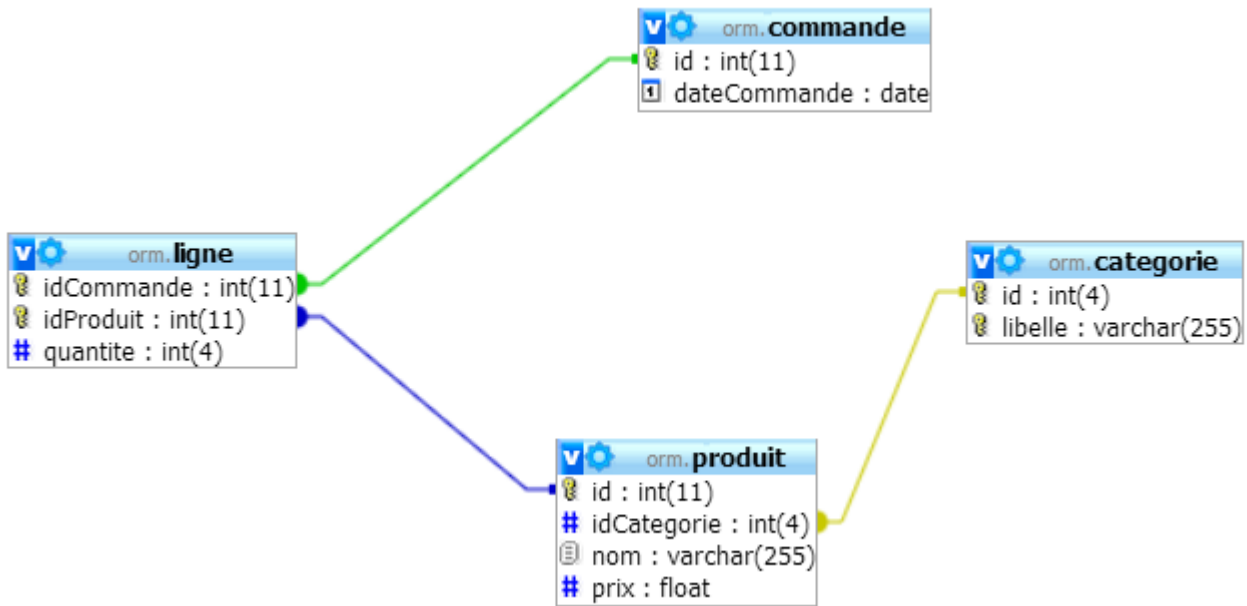 orm.commande
id : int(11)
dateCommande : date
orm.ligne
idCommande : int(11)
idProduit : int(11)
# quantite : int(4)
orm.categorie
id : int(4)
libelle : varchar(255)
orm.produit
id : int(11)
# idCategorie : int(4)
nom : varchar(255)
# prix : float